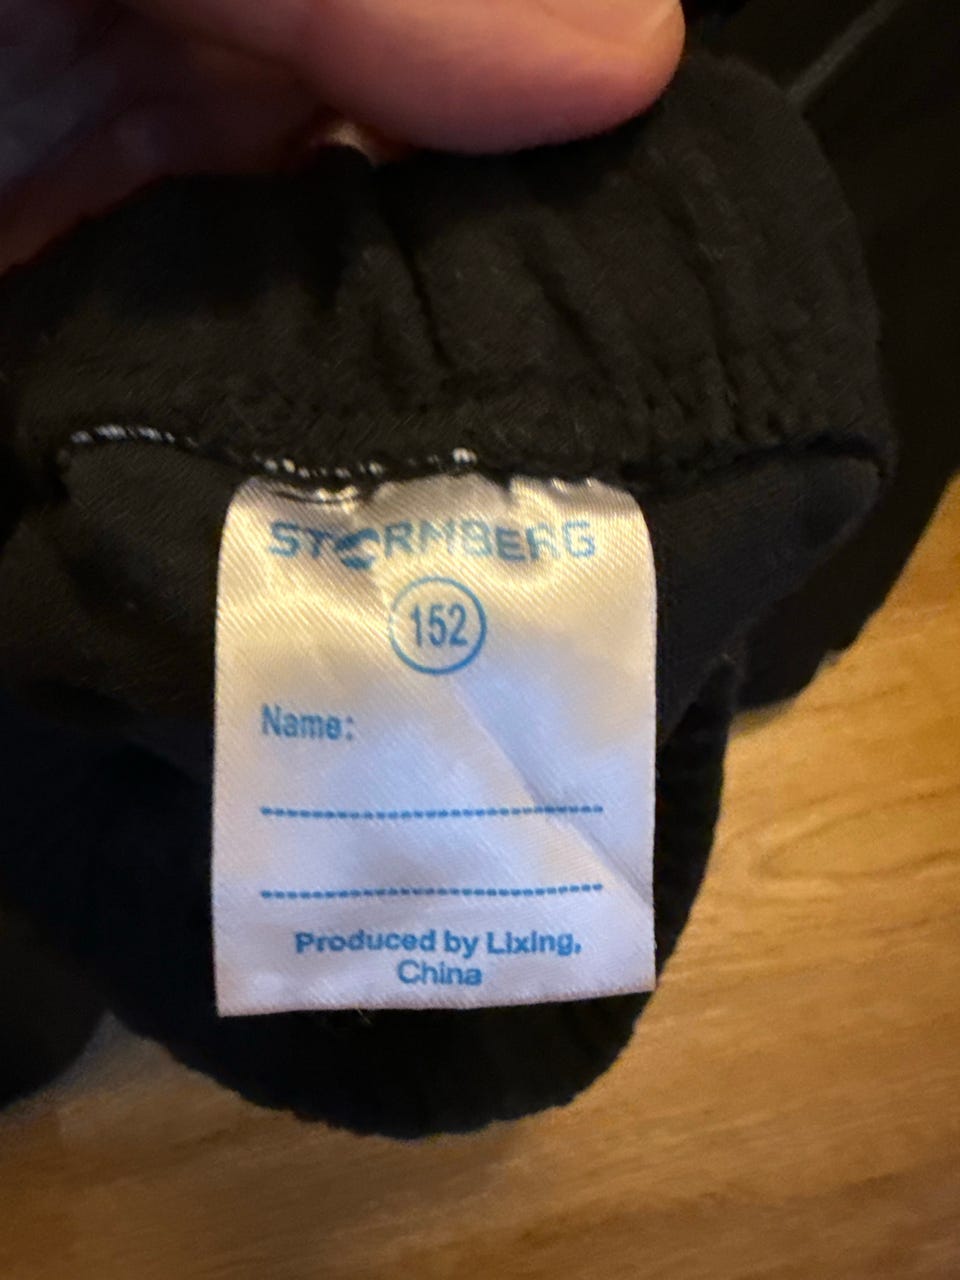 STORMBERG
152
Name:
Produced by Lixing,
China